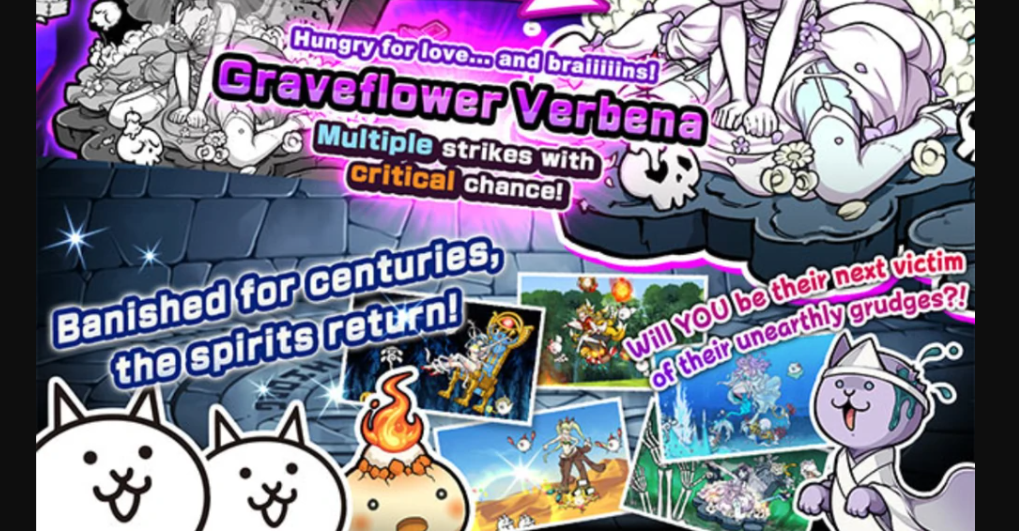 Hungry for love... and braiiiiins!
Graveflower Verbena
Multiple strikes with
critical chance!
Banished for centuries,
the spirits return!
Will YOU be their next victim
of their unearthly grudges?!